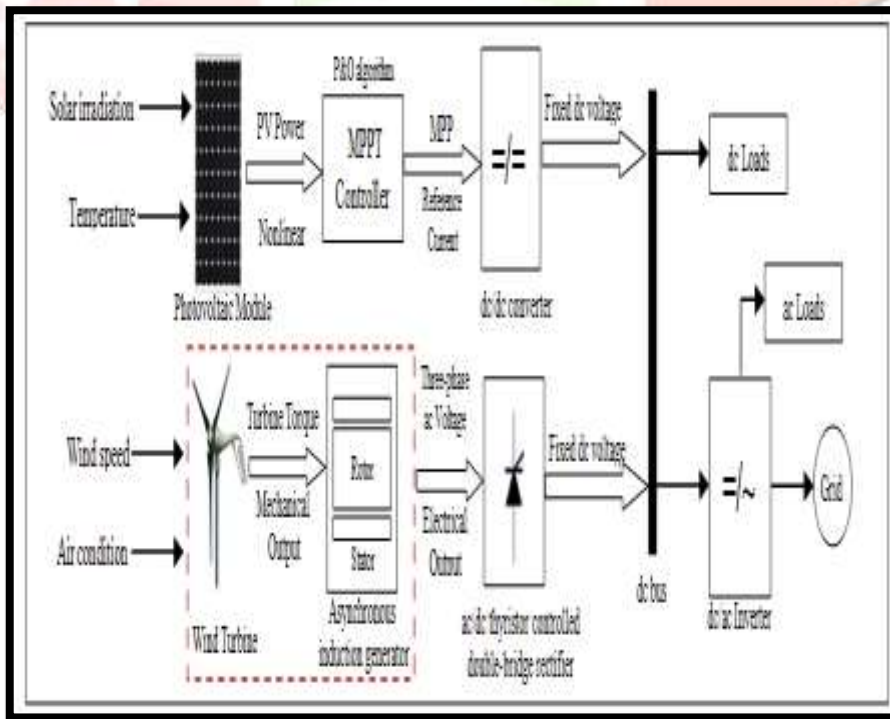 P&O algorithm
Solar irradiation
Temperature
PV Power
Nonlinear
MPPT
Controller
MPP
Reference
Current
Fixed dc voltage
dc Loads
Photovoltaic Module
dc/dc converter
ac Loads
Wind speed
Air condition
Turbine Torque
Mechanical
Output
Rotor
Stator
Three-phase
ac Voltage
Electrical
Output
Fixed dc voltage
Grid
Wind Turbine
Asynchronous
induction generator
ac/dc thyristor controlled
double-bridge rectifier
dc bus
dc/ac Inverter